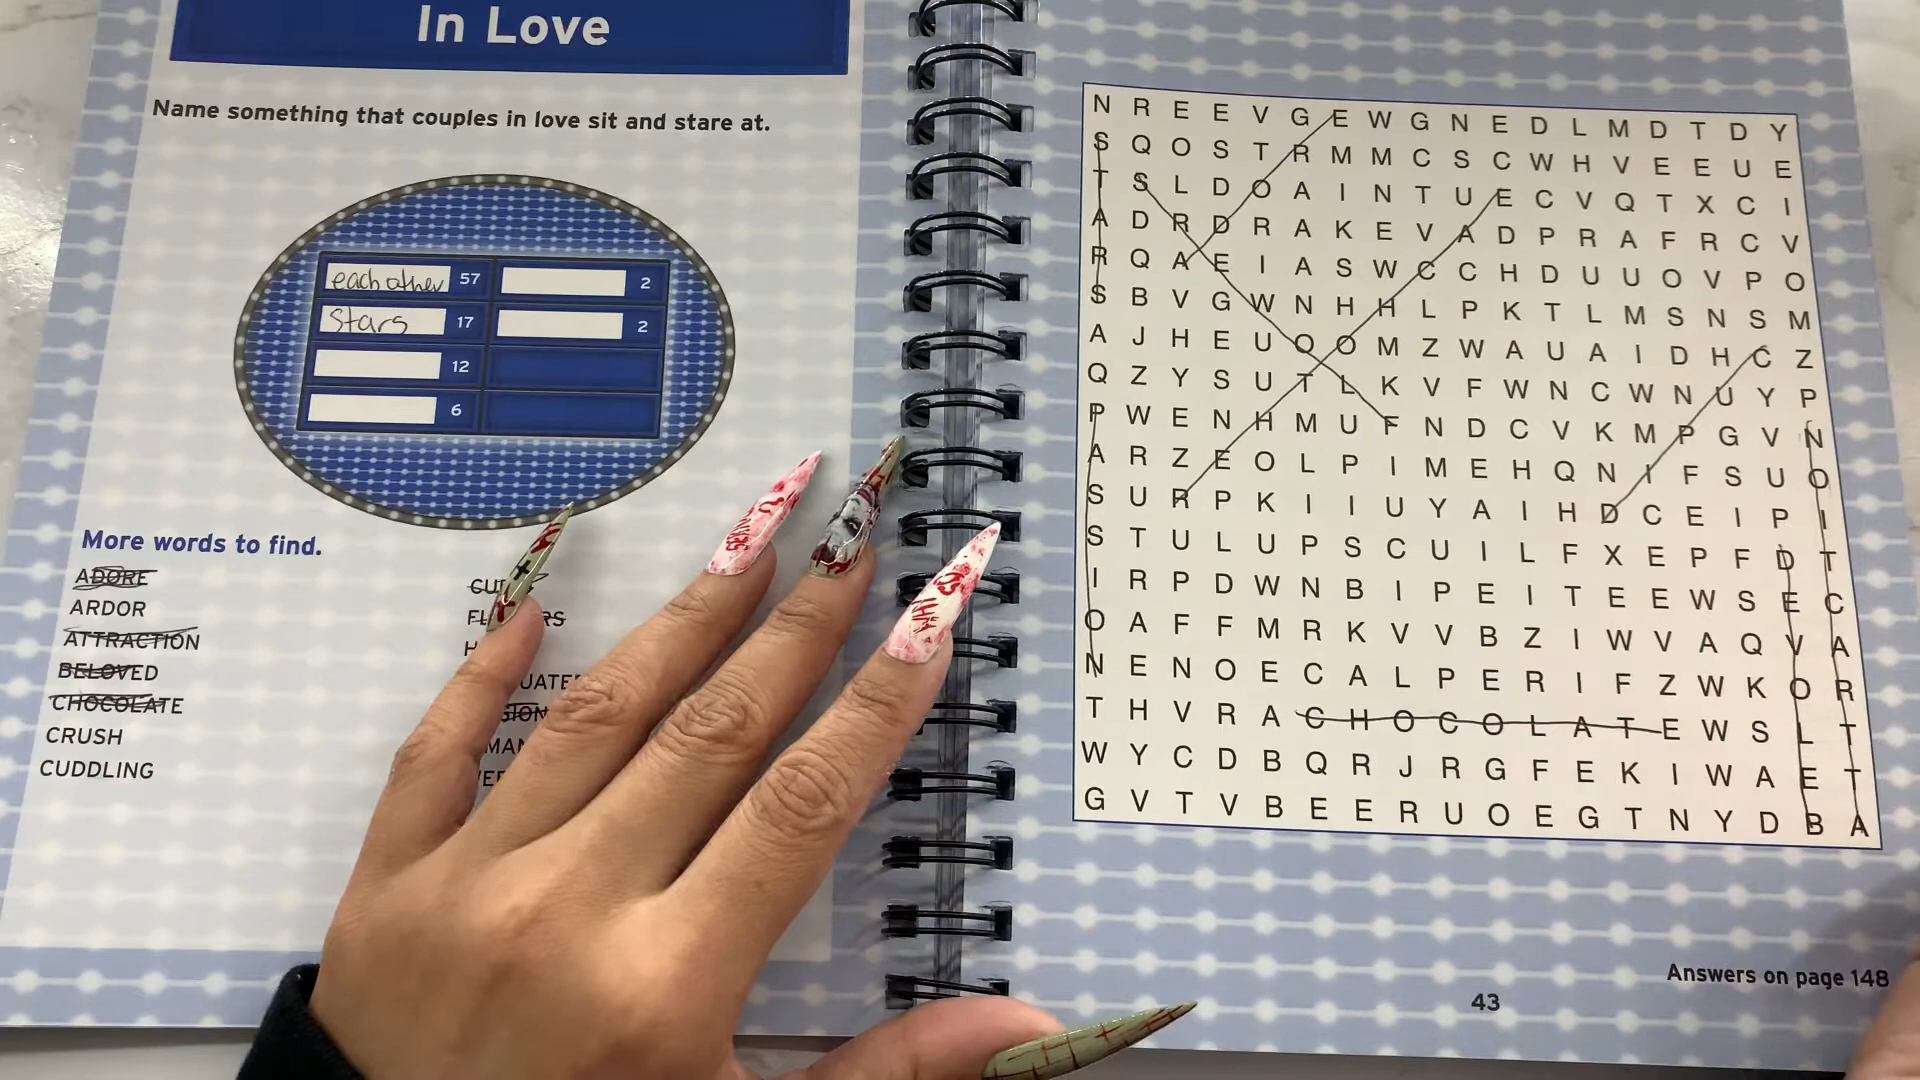 In Love
Name something that couples in love sit and stare at.
each other 57
2
Stars 17
2
12
6
More words to find.
ADORE
ARDOR
ATTRACTION
BELOVED
CHOCOLATE
CRUSH
CUDDLING
N R E E V G E W G N E D L M D T D Y
S Q O S T R M M C S C W H V E E U E
T S L D O A I N T U E C V Q T X C I
A D R D R A K E V A D P R A F R C V
R Q A E I A S W C C H D U U O V P O
S B V G W N H H L P K T L M S N S M
A J H E U O O M Z W A U A I D H C Z
Q Z Y S U T L K V F W N C W N U Y P
P W E N H M U F N D C V K M P G V N
A R Z E O L P I M E H Q N I F S U O
S U R P K I I U Y A I H D C E I P I
S T U L U P S C U I L F X E P F D T
I R P D W N B I P E I T E E W S E C
O A F F M R K V V B Z I W V A Q V A
N E N O E C A L P E R I F Z W K O R
T H V R A C H O C O L A T E W S L T
W Y C D B Q R J R G F E K I W A E T
G V T V B E E R U O E G T N Y D B A
Answers on page 148
43